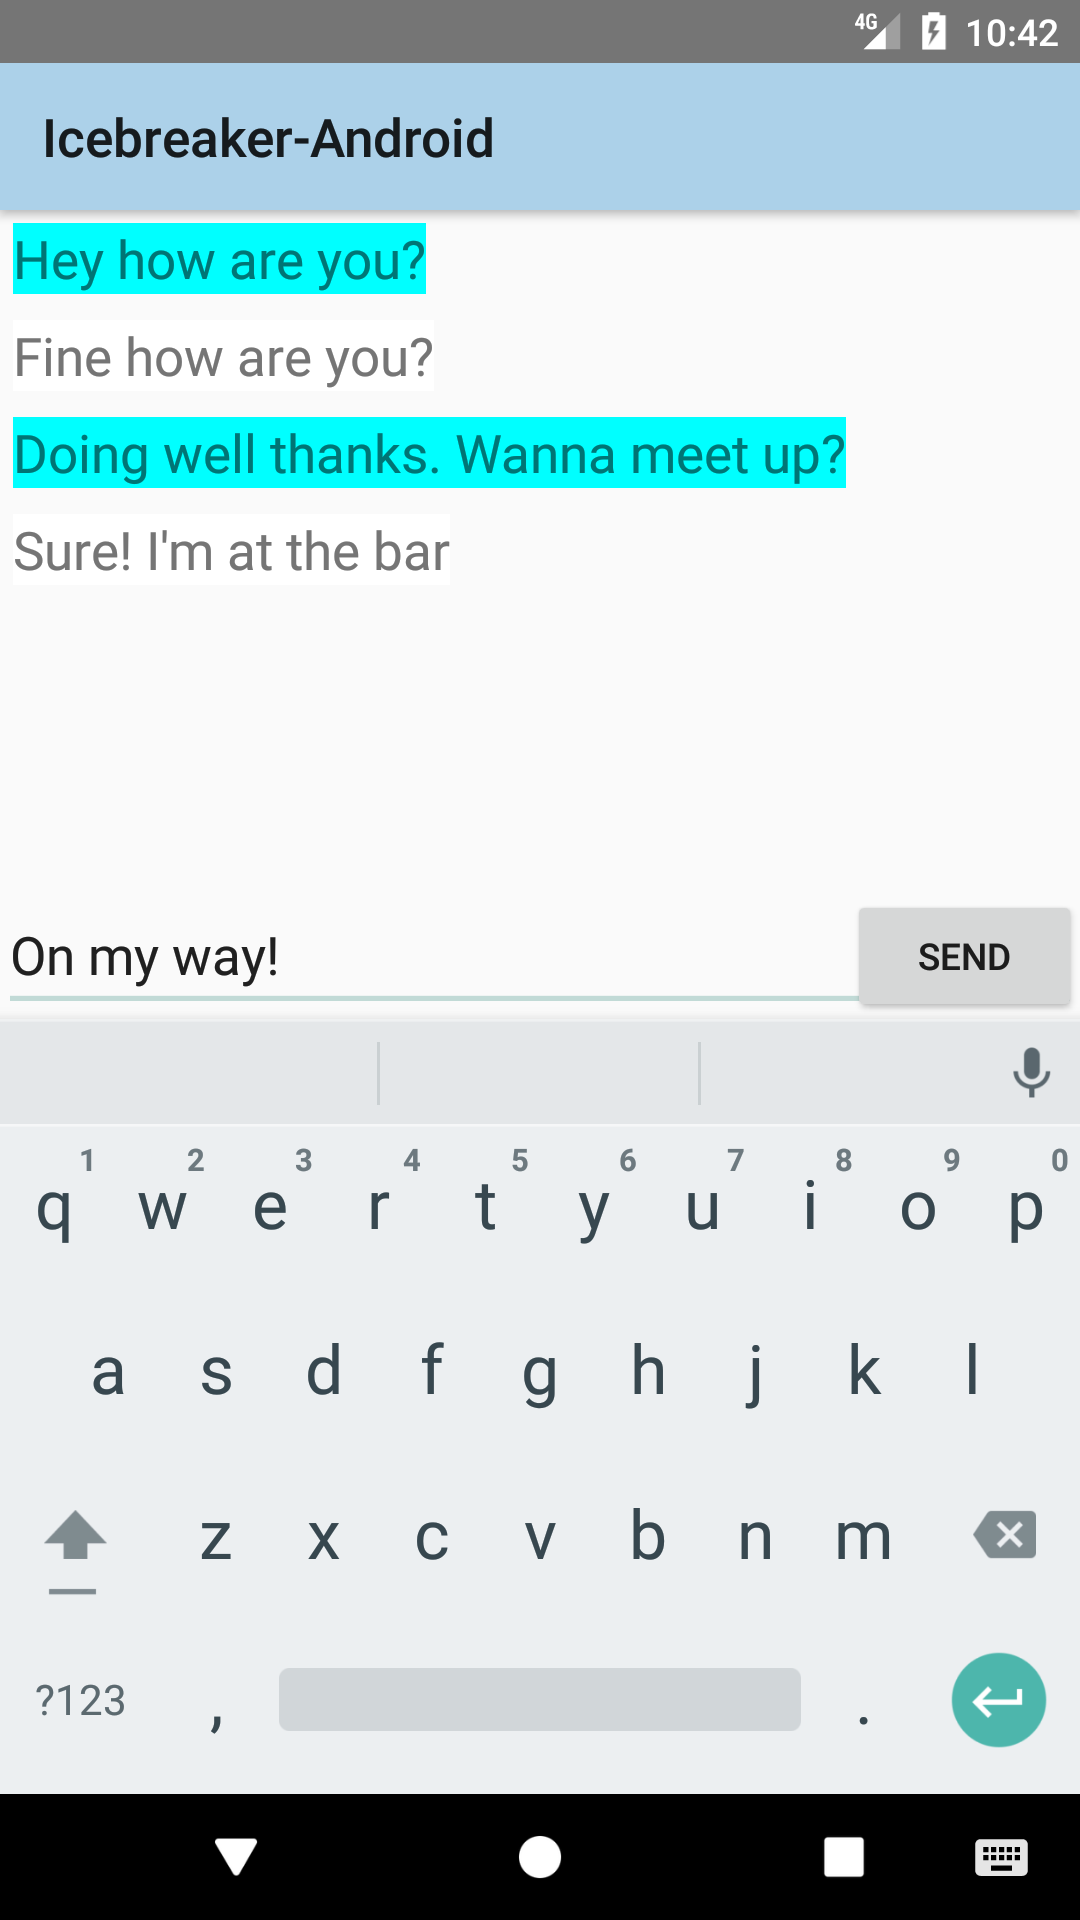 4G 10:42
Icebreaker-Android
Hey how are you?
Fine how are you?
Doing well thanks. Wanna meet up?
Sure! I'm at the bar
On my way! SEND
1 2 3 4 5 6 7 8 9 0
q w e r t y u i o p
a s d f g h j k l
z x c v b n m
?123 , .